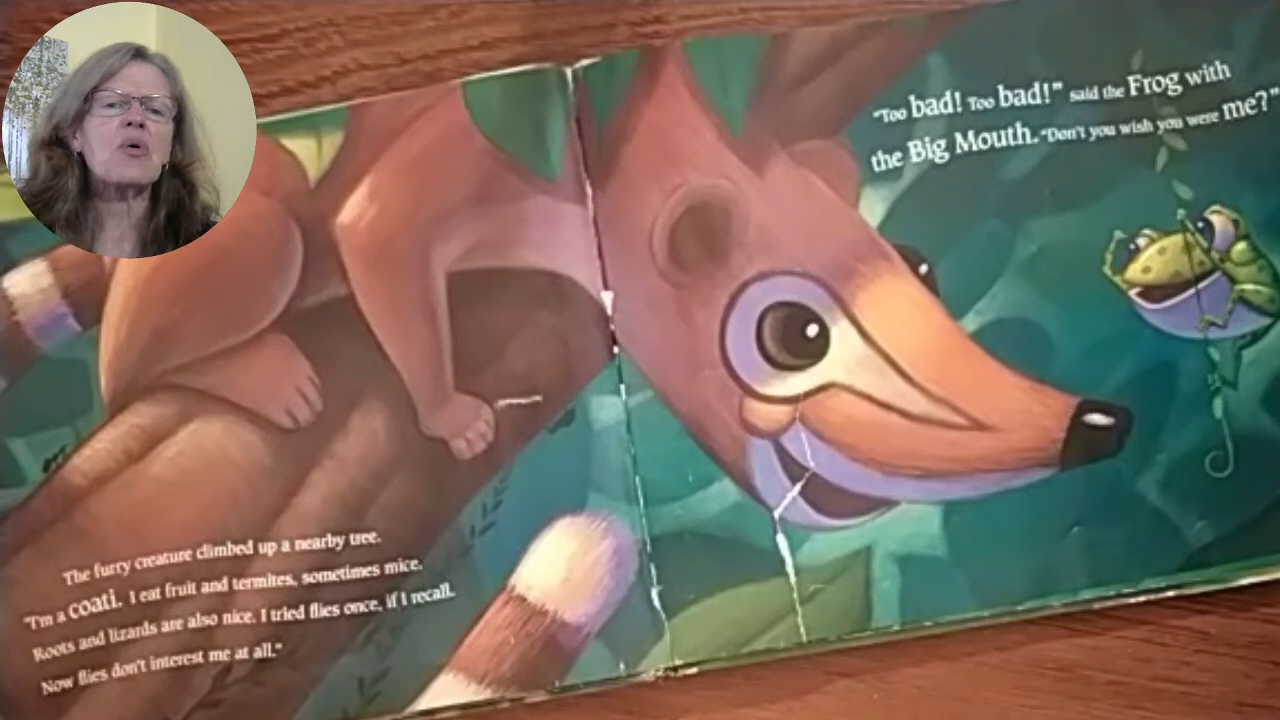 The furry creature climbed up a nearby tree.
"I'm a coati. I eat fruit and termites, sometimes mice.
Roots and lizards are also nice. I tried flies once, if I recall.
Now flies don't interest me at all."
"Too bad! Too bad!" said the Frog with
the Big Mouth. "Don't you wish you were me?"